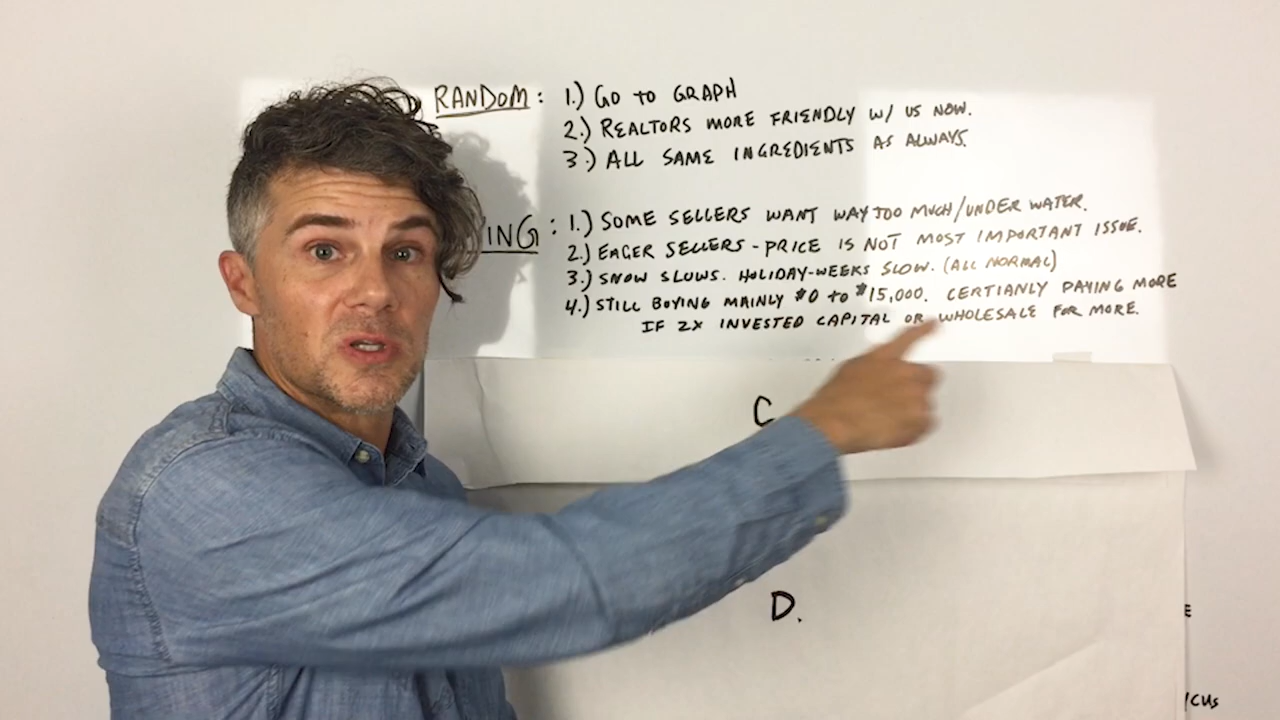 RANDOM: 1.) GO TO GRAPH
2.) REALTORS MORE FRIENDLY W/ US NOW.
3.) ALL SAME INGREDIENTS AS ALWAYS.
ING: 1.) SOME SELLERS WANT WAY TOO MUCH/UNDER WATER.
2.) EAGER SELLERS - PRICE IS NOT MOST IMPORTANT ISSUE.
3.) SNOW SLOWS. HOLIDAY-WEEKS SLOW. (ALL NORMAL)
4.) STILL BUYING MAINLY $0 TO $15,000. CERTIANLY PAYING MORE
IF 2X INVESTED CAPITAL OR WHOLESALE FOR MORE.
C
D.
E
CUS